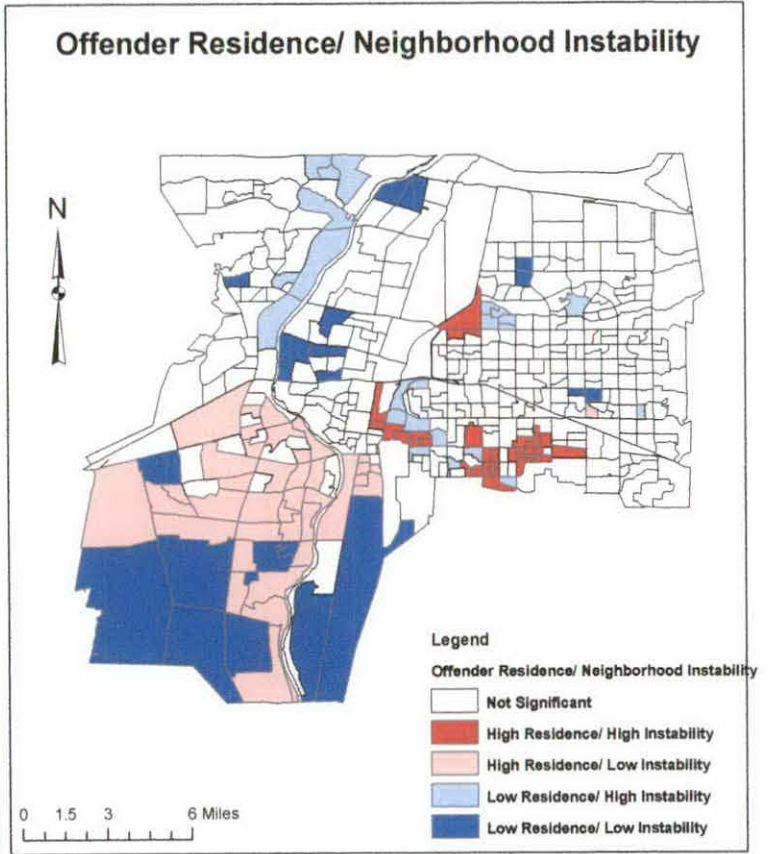 Offender Residence/ Neighborhood Instability
N
Legend
Offender Residence/ Neighborhood Instability
Not Significant
High Residence/ High Instability
High Residence/ Low Instability
Low Residence/ High Instability
Low Residence/ Low Instability
0 1.5 3 6 Miles